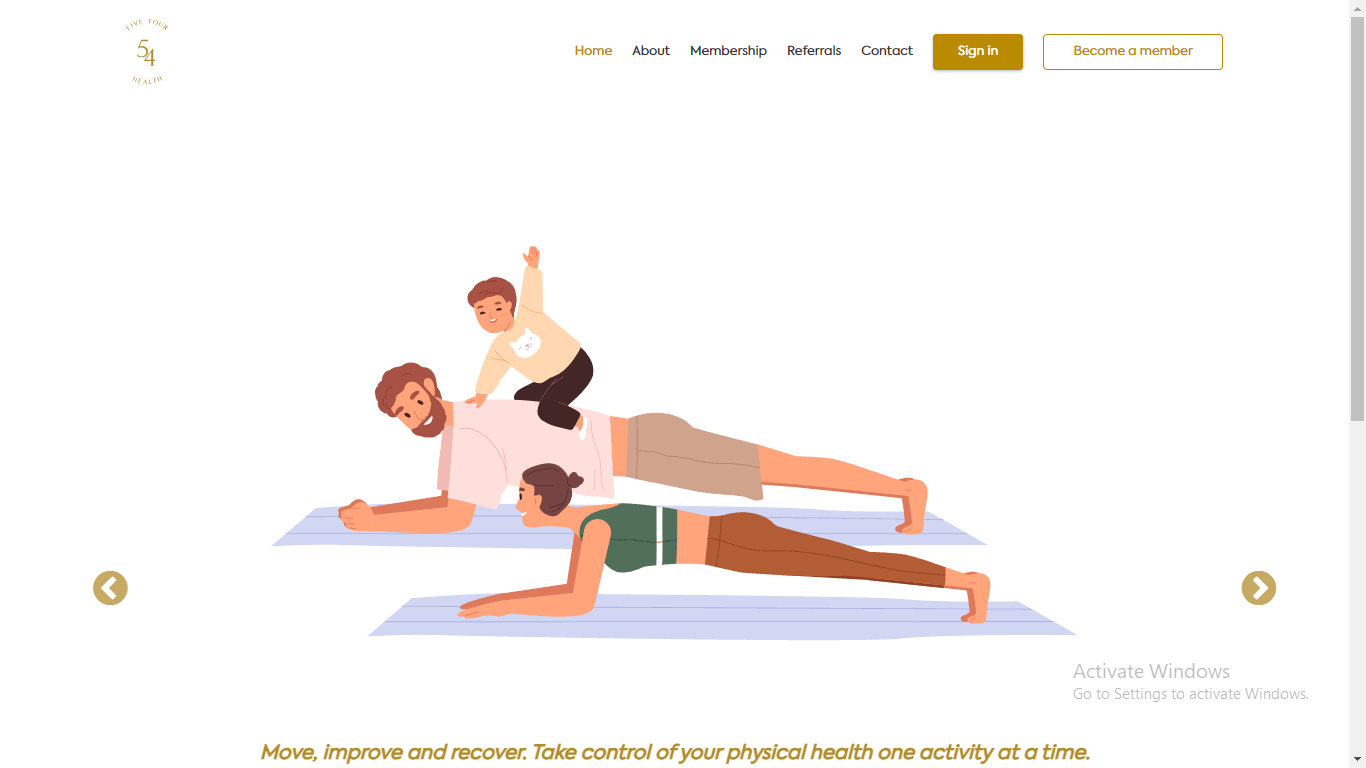 FIVE FOUR
54
HEALTH
Home About Membership Referrals Contact Sign in Become a member
Activate Windows
Go to Settings to activate Windows.
Move, improve and recover. Take control of your physical health one activity at a time.